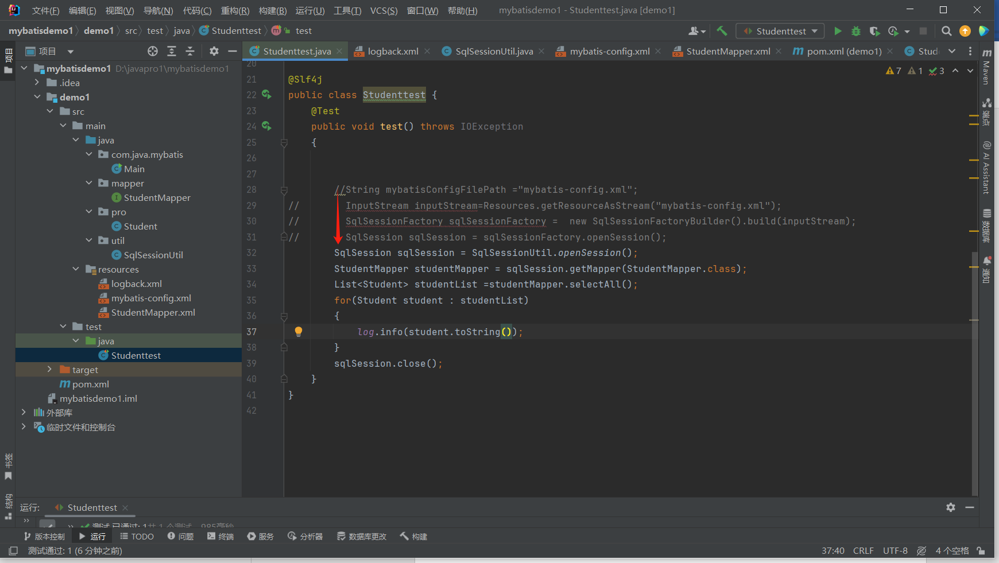 文件(F) 编辑(E) 视图(V) 导航(N) 代码(C) 重构(R) 构建(B) 运行(U) 工具(T) VCS(S) 窗口(W) 帮助(H) mybatisdemo1 - Studenttest.java [demo1]
mybatisdemo1 demo1 src test java Studenttest test Studenttest
项目
Studenttest.java logback.xml SqlSessionUtil.java mybatis-config.xml StudentMapper.xml pom.xml (demo1)
项目
mybatisdemo1 D:\javapro1\mybatisdemo1
.idea
demo1
src
main
java
com.java.mybatis
Main
mapper
StudentMapper
pro
Student
util
SqlSessionUtil
resources
logback.xml
mybatis-config.xml
StudentMapper.xml
test
java
Studenttest
target
pom.xml
mybatisdemo1.iml
外部库
临时文件和控制台
书签
结构
7 1 3
20
21 @Slf4j
22 public class Studenttest {
23 @Test
24 public void test() throws IOException
25 {
26
27
28 //String mybatisConfigFilePath ="mybatis-config.xml";
29 // InputStream inputStream=Resources.getResourceAsStream("mybatis-config.xml");
30 // SqlSessionFactory sqlSessionFactory = new SqlSessionFactoryBuilder().build(inputStream);
31 // SqlSession sqlSession = sqlSessionFactory.openSession();
32 SqlSession sqlSession = SqlSessionUtil.openSession();
33 StudentMapper studentMapper = sqlSession.getMapper(StudentMapper.class);
34 List<Student> studentList =studentMapper.selectAll();
35 for(Student student : studentList)
36 {
37 log.info(student.toString());
38 }
39 sqlSession.close();
40 }
41 }
42
Maven
端点
AI Assistant
数据库
通知
运行: Studenttest
测试 已通过: 1共 1 个测试 – 985毫秒
版本控制 运行 TODO 问题 终端 服务 分析器 数据库更改 构建
测试通过: 1 (6 分钟之前) 37:40 CRLF UTF-8 4 个空格